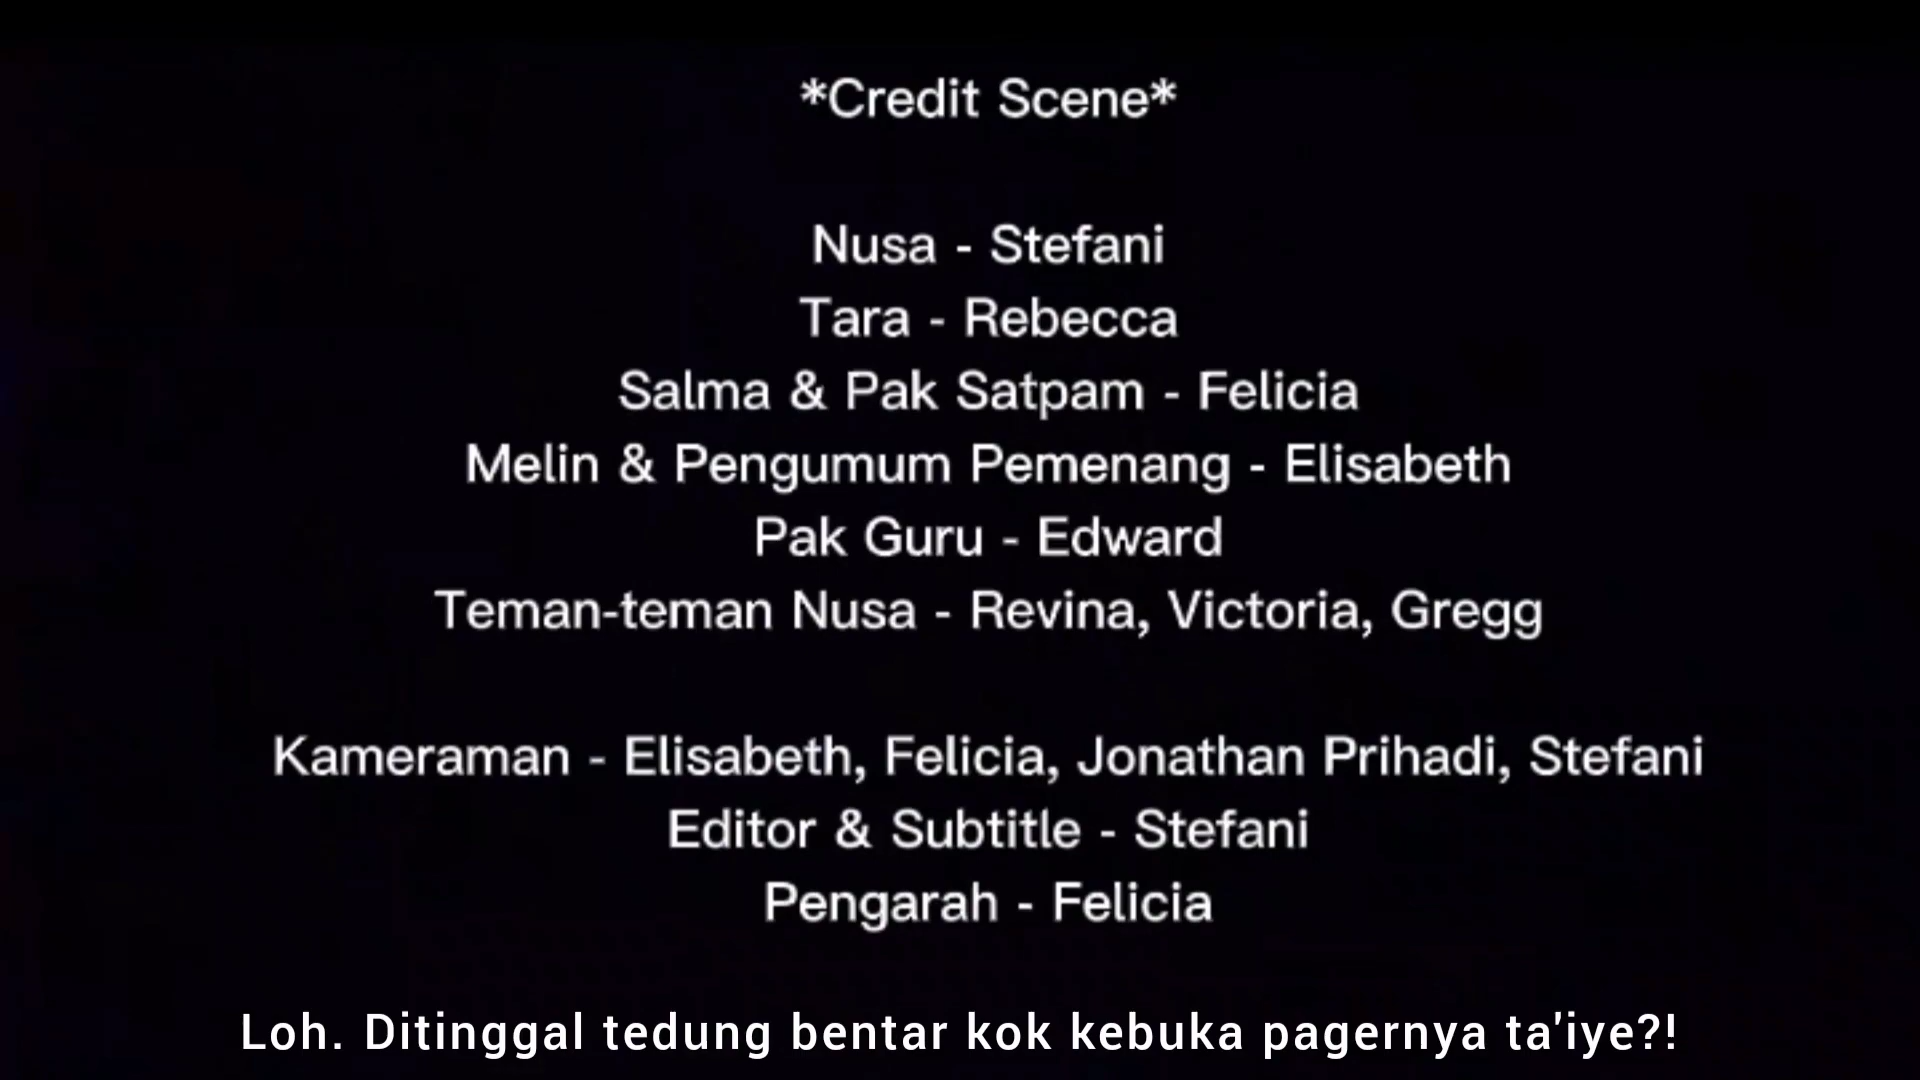 *Credit Scene*
Nusa - Stefani
Tara - Rebecca
Salma & Pak Satpam - Felicia
Melin & Pengumum Pemenang - Elisabeth
Pak Guru - Edward
Teman-teman Nusa - Revina, Victoria, Gregg
Kameraman - Elisabeth, Felicia, Jonathan Prihadi, Stefani
Editor & Subtitle - Stefani
Pengarah - Felicia
Loh. Ditinggal tedung bentar kok kebuka pagernya ta'iye?!